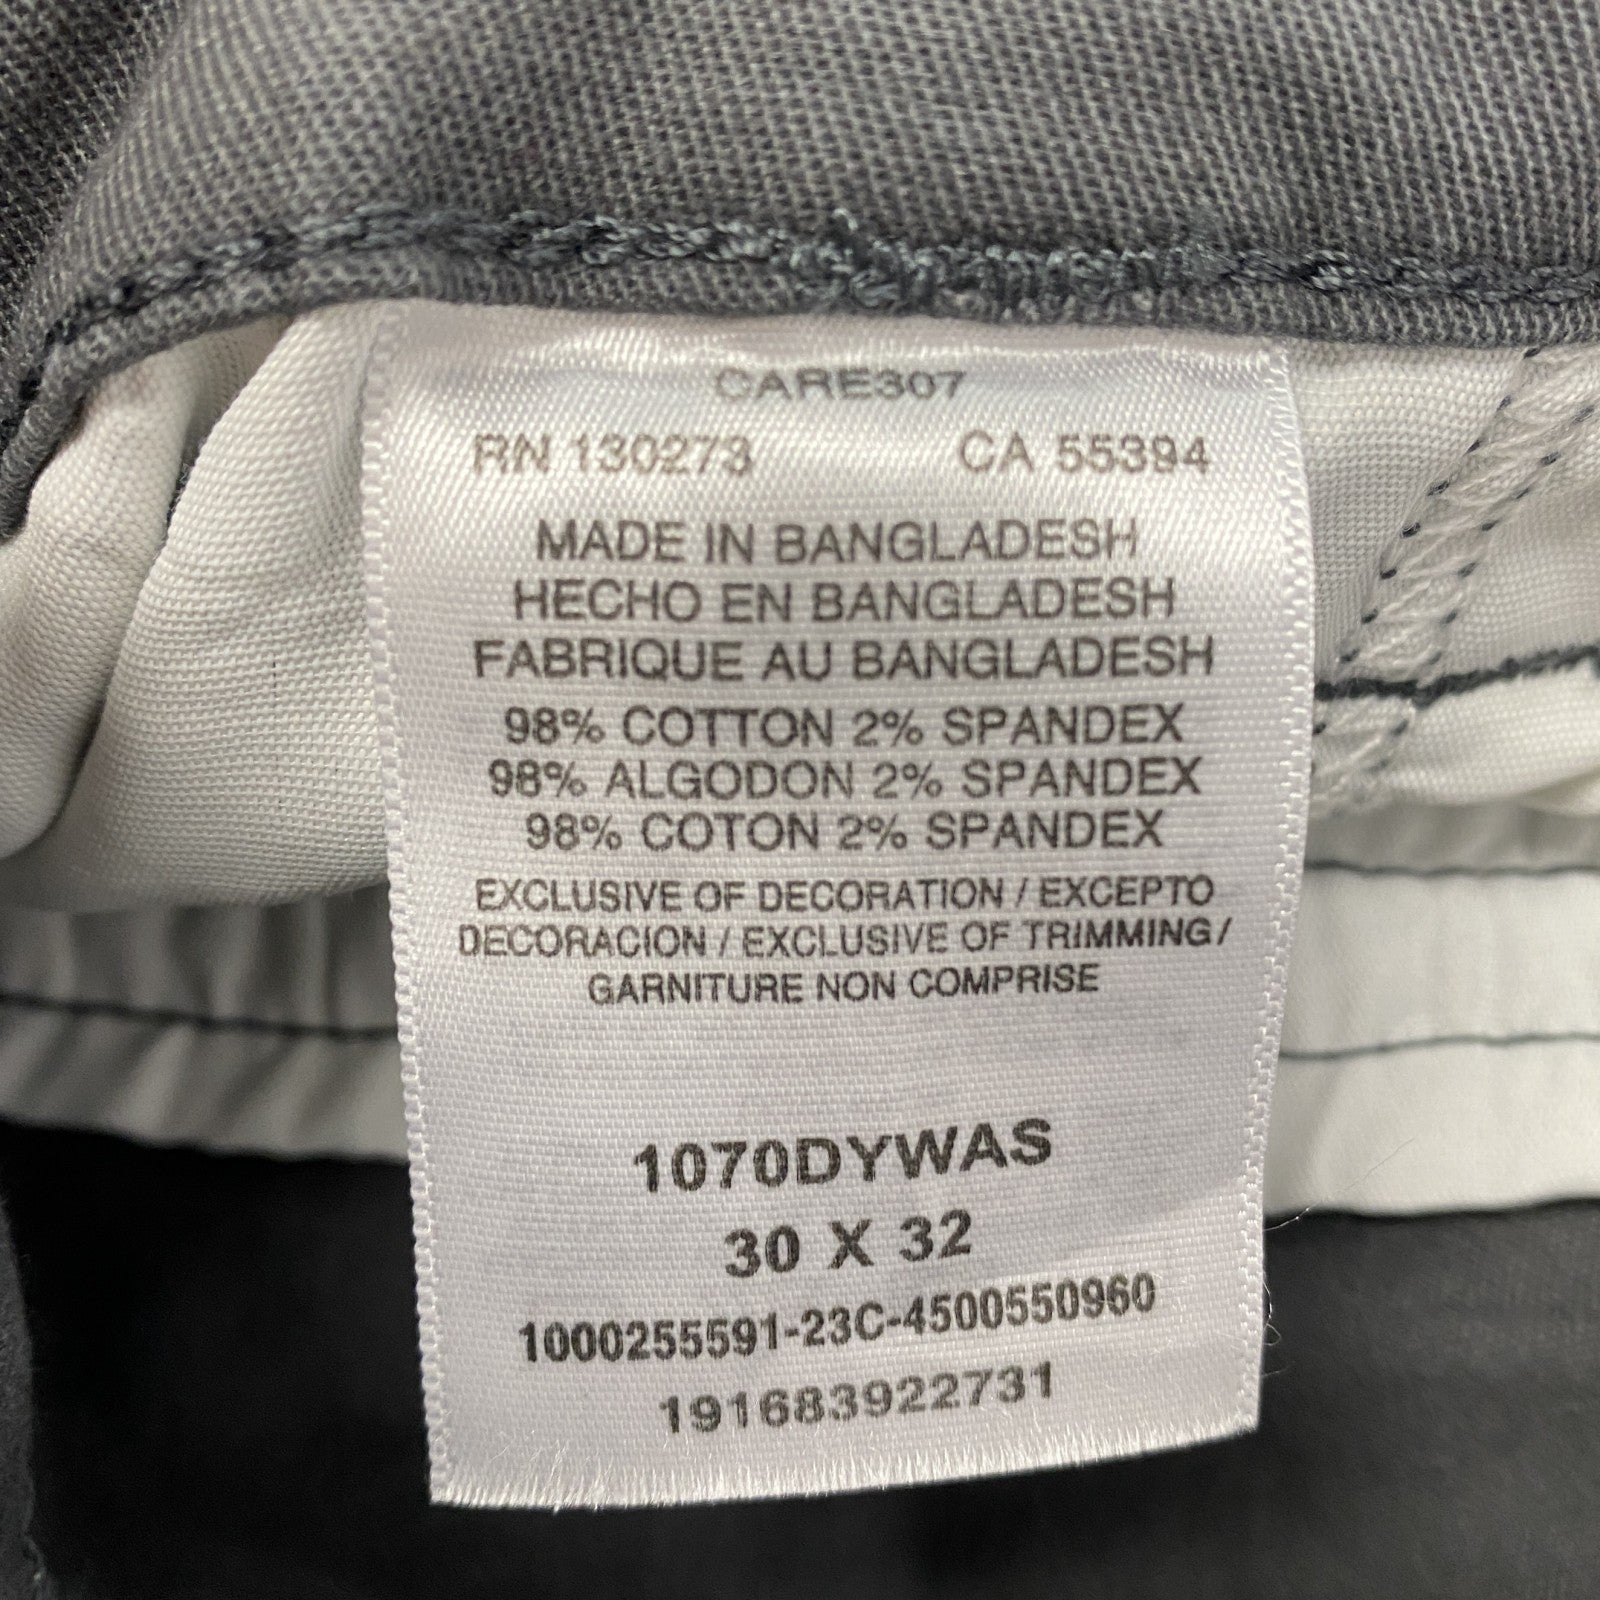 CARE307
RN 130273 CA 55394
MADE IN BANGLADESH
HECHO EN BANGLADESH
FABRIQUE AU BANGLADESH
98% COTTON 2% SPANDEX
98% ALGODON 2% SPANDEX
98% COTON 2% SPANDEX
EXCLUSIVE OF DECORATION / EXCEPTO
DECORACION / EXCLUSIVE OF TRIMMING/
GARNITURE NON COMPRISE
1070DYWAS
30 X 32
1000255591-23C-4500550960
191683922731